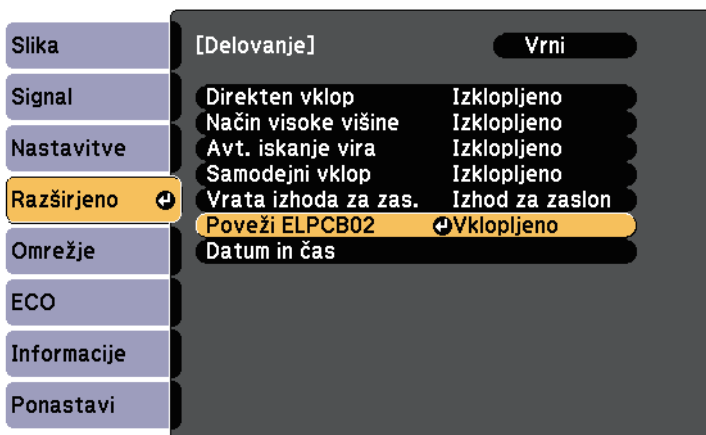 Slika
Signal
Nastavitve
Razširjeno
Omrežje
ECO
Informacije
Ponastavi
[Delovanje] Vrni
Direkten vklop Izklopljeno
Način visoke višine Izklopljeno
Avt. iskanje vira Izklopljeno
Samodejni vklop Izklopljeno
Vrata izhoda za zas. Izhod za zaslon
Poveži ELPCB02 Vklopljeno
Datum in čas